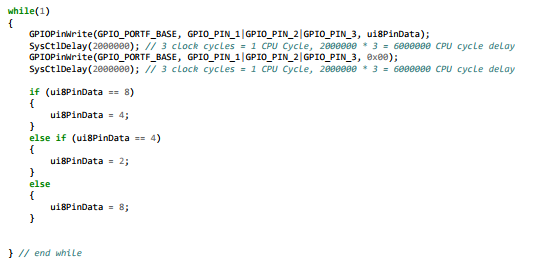 while(1)
{
GPIOPinWrite(GPIO_PORTF_BASE, GPIO_PIN_1|GPIO_PIN_2|GPIO_PIN_3, ui8PinData);
SysCtlDelay(2000000); // 3 clock cycles = 1 CPU Cycle, 2000000 * 3 = 6000000 CPU cycle delay
GPIOPinWrite(GPIO_PORTF_BASE, GPIO_PIN_1|GPIO_PIN_2|GPIO_PIN_3, 0x00);
SysCtlDelay(2000000); // 3 clock cycles = 1 CPU Cycle, 2000000 * 3 = 6000000 CPU cycle delay
if (ui8PinData == 8)
{
ui8PinData = 4;
}
else if (ui8PinData == 4)
{
ui8PinData = 2;
}
else
{
ui8PinData = 8;
}
} // end while